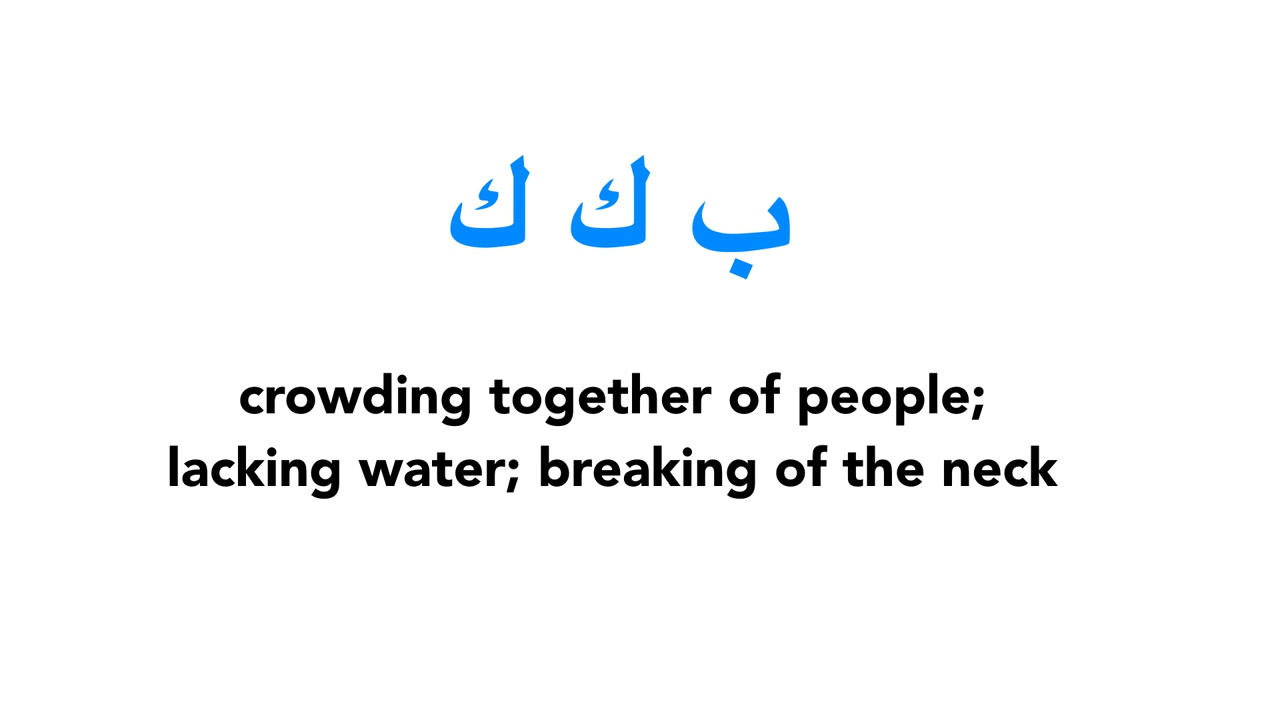 ب ك ك
crowding together of people;
lacking water; breaking of the neck